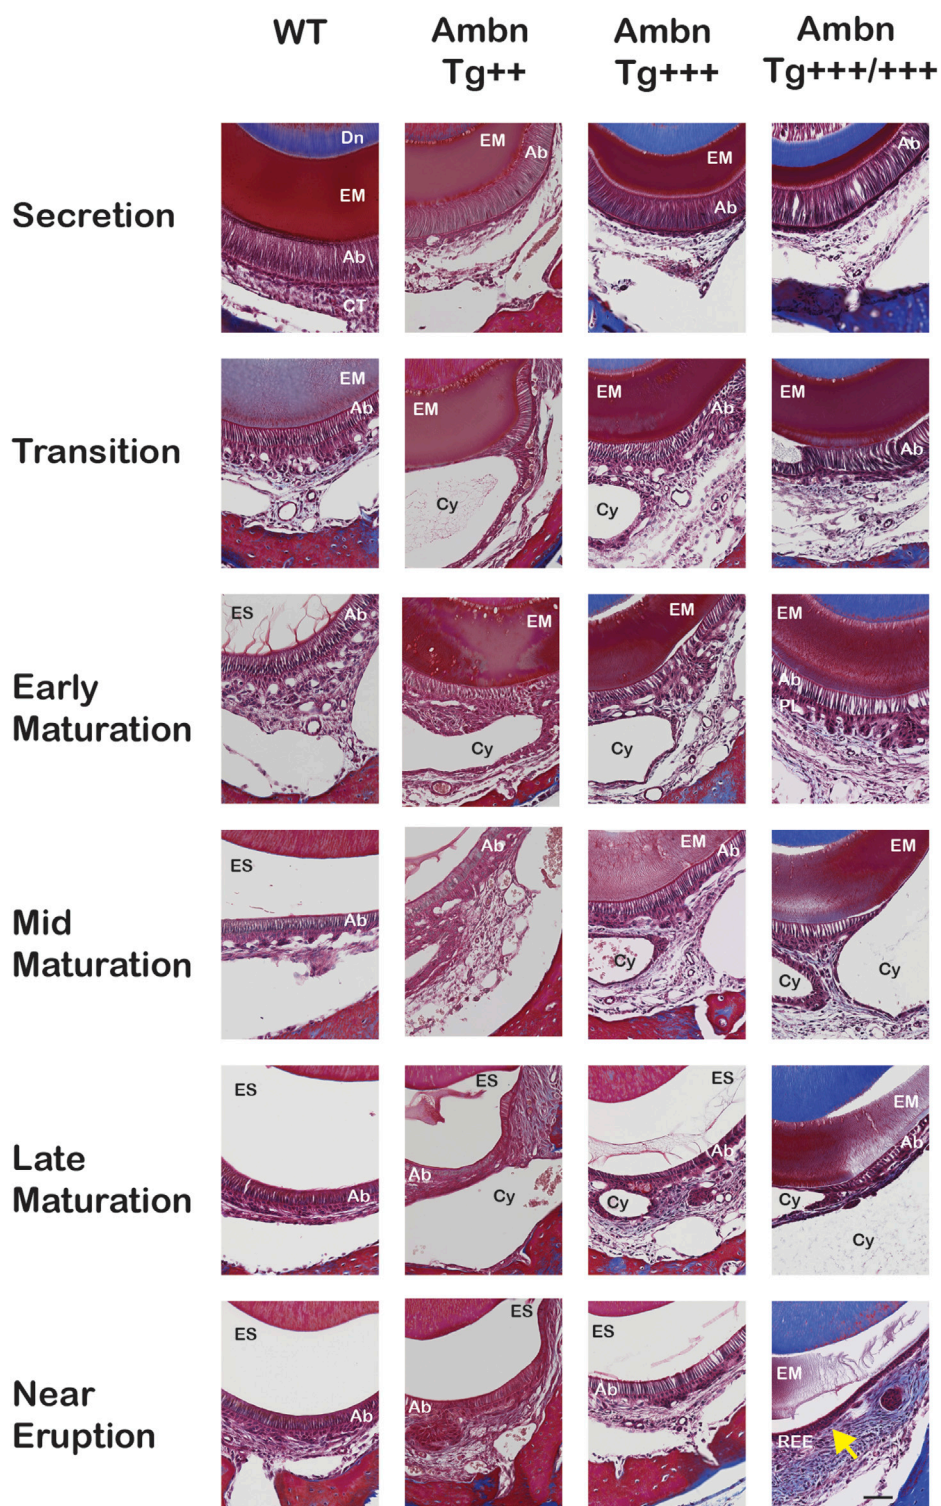 WT
Ambn
Tg++
Ambn
Tg+++
Ambn
Tg+++/+++
Secretion
Dn
EM
Ab
CT
EM
Ab
EM
Ab
Ab
Transition
EM
Ab
EM
Cy
EM
Ab
Cy
EM
Ab
Early
Maturation
ES
Ab
EM
Cy
EM
Cy
EM
Ab
PL
Mid
Maturation
ES
Ab
Ab
EM
Ab
Cy
EM
Cy
Cy
Late
Maturation
ES
Ab
ES
Ab
Cy
ES
Ab
Cy
EM
Ab
Cy
Cy
Near
Eruption
ES
Ab
ES
Ab
ES
Ab
EM
REE